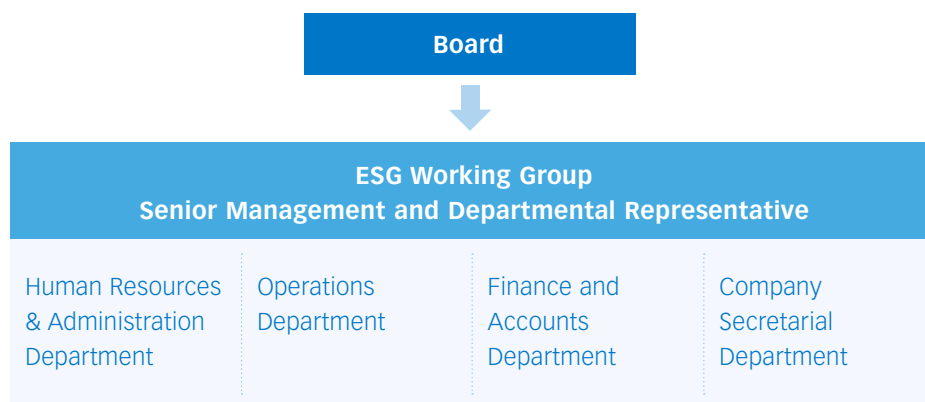 Board
ESG Working Group
Senior Management and Departmental Representative
Human Resources
& Administration
Department
Operations
Department
Finance and
Accounts
Department
Company
Secretarial
Department